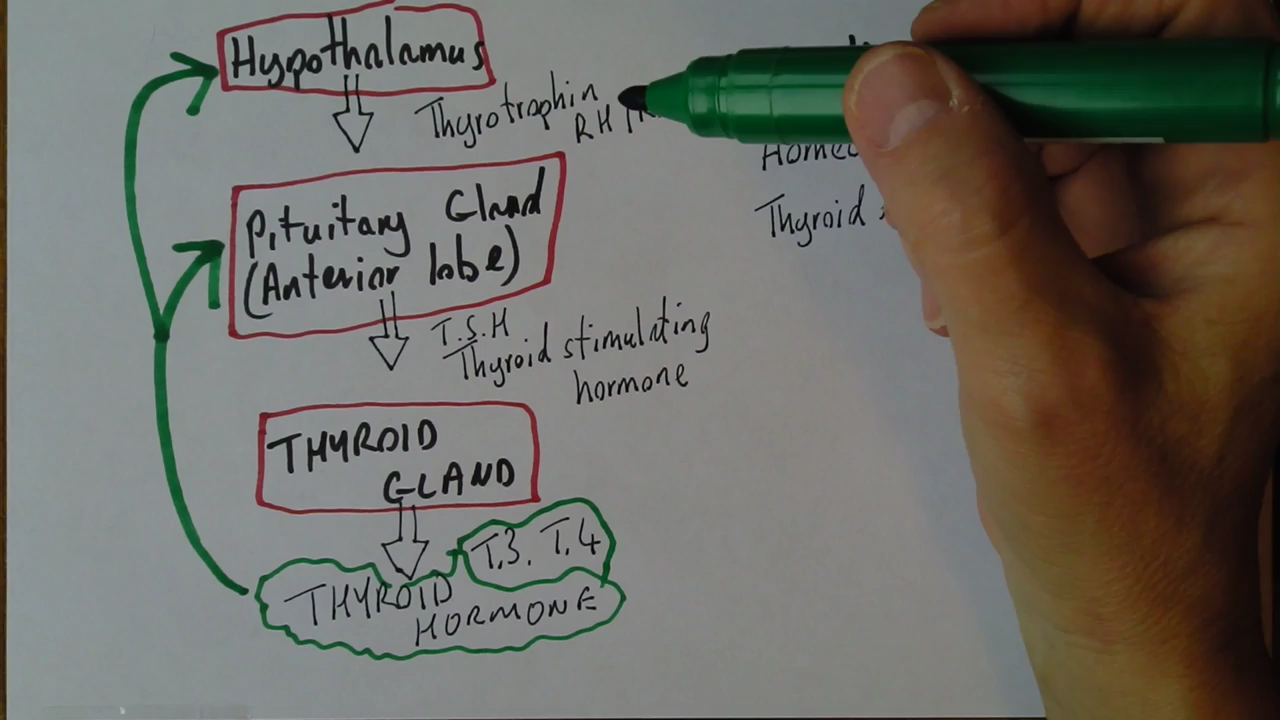 Hypothalamus
Thyrotrophin
RH
Pituitary Gland
(Anterior lobe)
T.S.H
Thyroid stimulating
hormone
THYROID
GLAND
T.3. T.4
THYROID
HORMONE
Thyroid